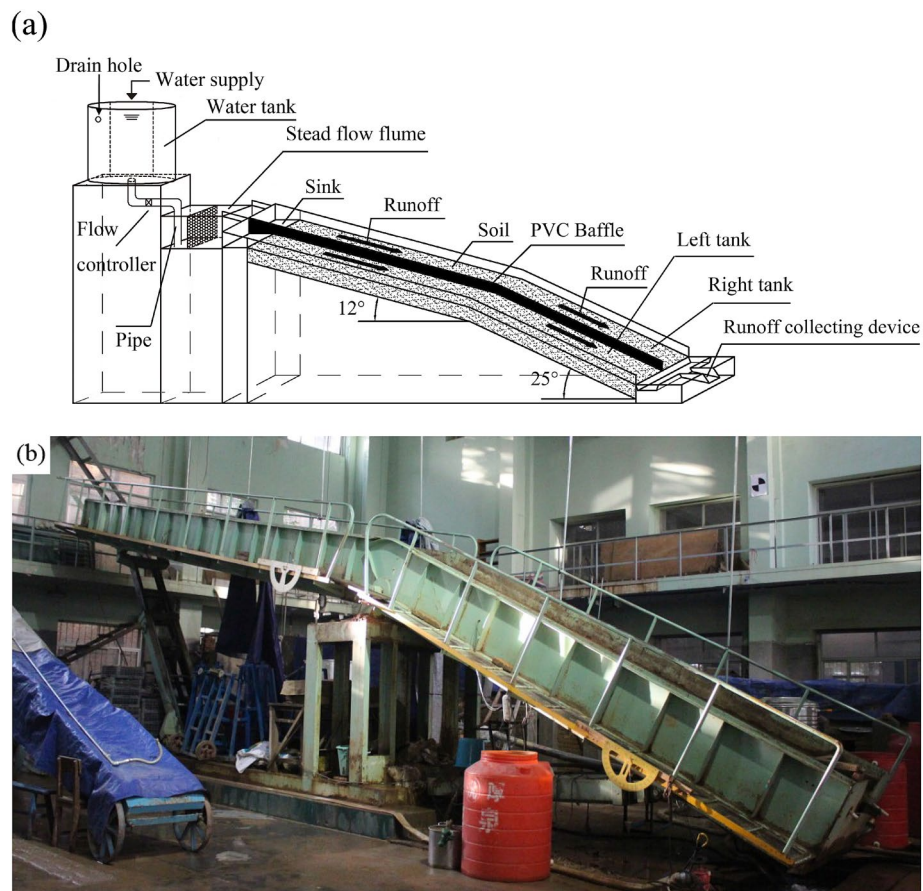 (a)
Drain hole
Water supply
Water tank
Stead flow flume
Sink
Runoff
Soil
PVC Baffle
Left tank
Runoff
Right tank
Flow
controller
12°
Runoff collecting device
Pipe
25°
(b)